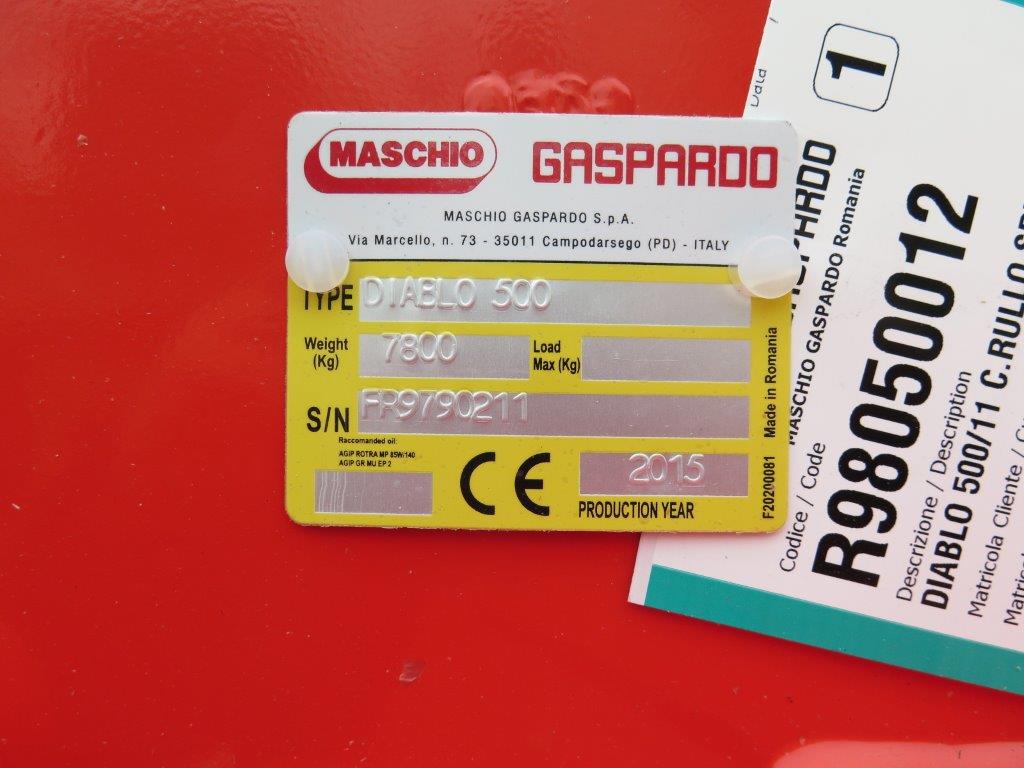 MASCHIO GASPARDO
MASCHIO GASPARDO S.p.A.
Via Marcello, n. 73 - 35011 Campodarsego (PD) - ITALY
TYPE DIABLO 500
Weight (Kg) 7800 Load Max (Kg)
S/N FR9790211
Raccomanded oil:
AGIP ROTRA MP 85W/140
AGIP GR MU EP 2
CE
2015
PRODUCTION YEAR
F20200081 Made in Romania
Data
1
MASCHIO GASPARDO Romania
Codice / Code
R98050012
Descrizione / Description
DIABLO 500/11 C.RULLO
Matricola Cliente /